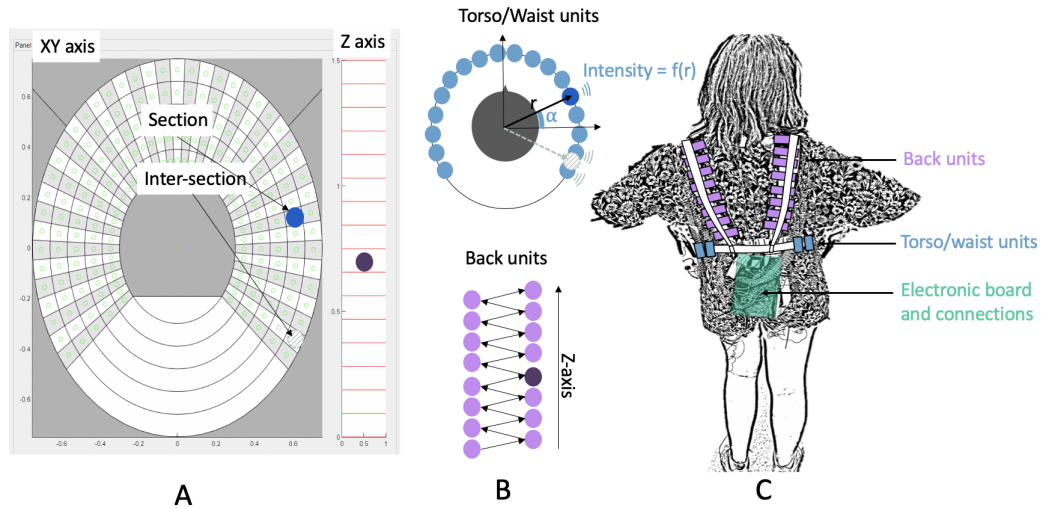 Panel
XY axis
Z axis
Section
Inter-section
0.6
0.4
0.2
0
-0.2
-0.4
-0.6
-0.6
-0.4
-0.2
0
0.2
0.4
0.6
1.5
1
0.5
0
0
0.5
1
A
Torso/Waist units
Intensity = f(r)
r
α
Back units
Z-axis
B
Back units
Torso/waist units
Electronic board
and connections
C